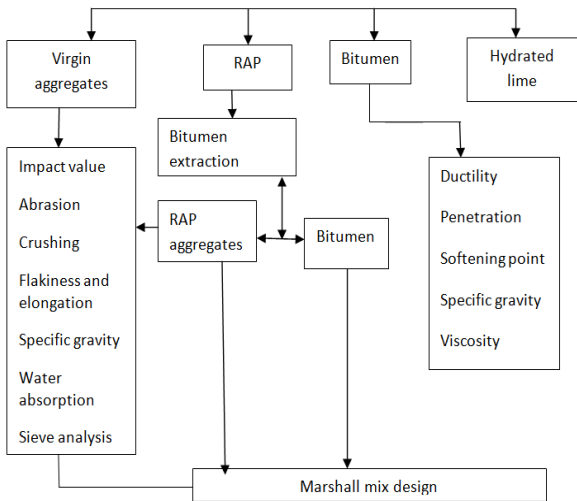 Virgin
aggregates
RAP
Bitumen
Hydrated
lime
Bitumen
extraction
Impact value
Abrasion
Crushing
Flakiness and
elongation
Specific gravity
Water
absorption
Sieve analysis
RAP
aggregates
Bitumen
Ductility
Penetration
Softening point
Specific gravity
Viscosity
Marshall mix design